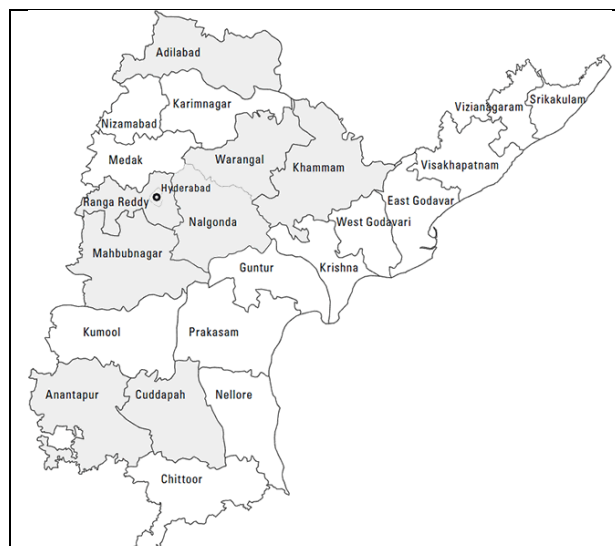 Adilabad
Karimnagar
Nizamabad
Vizianagaram
Srikakulam
Medak
Warangal
Khammam
Visakhapatnam
Hyderabad
Ranga Reddy
East Godavar
Nalgonda
West Godavari
Mahbubnagar
Guntur
Krishna
Kumool
Prakasam
Anantapur
Cuddapah
Nellore
Chittoor